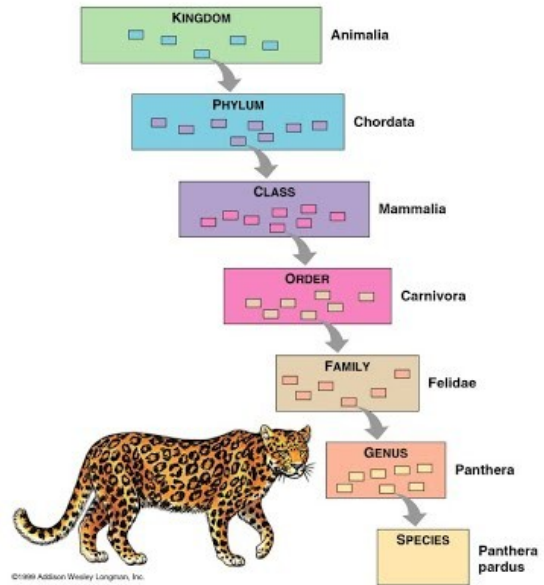 KINGDOM
Animalia
PHYLUM
Chordata
CLASS
Mammalia
ORDER
Carnivora
FAMILY
Felidae
GENUS
Panthera
SPECIES
Panthera
pardus
©1999 Addison Wesley Longman, Inc.